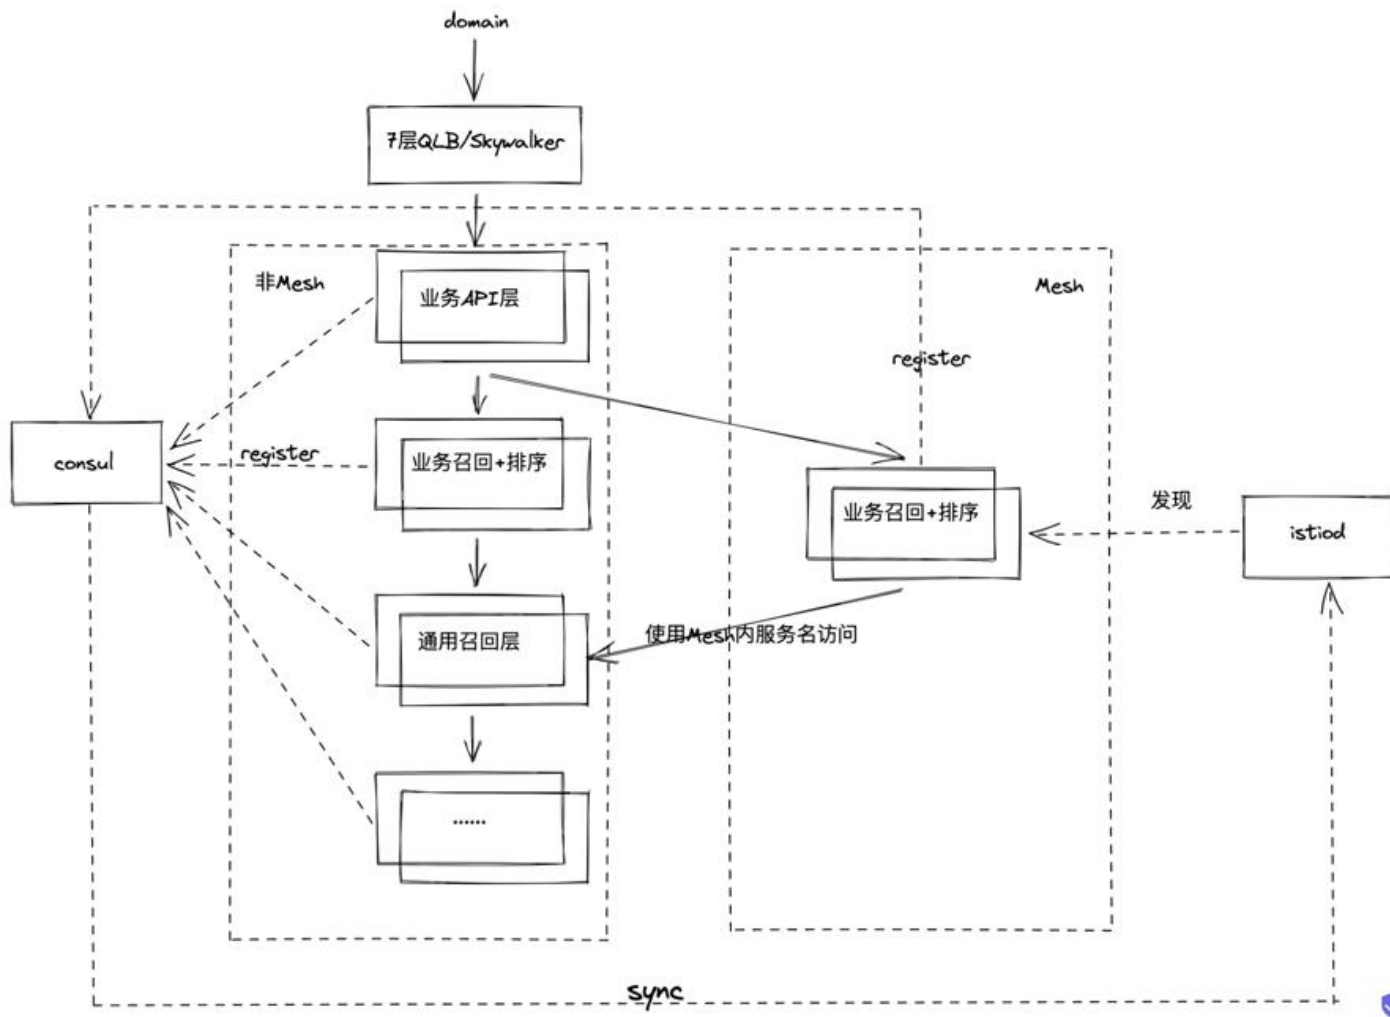 domain
7层QLB/Skywalker
非Mesh
业务API层
Mesh
register
consul
register
业务召回+排序
业务召回+排序
发现
istiod
通用召回层
使用Mesh内服务名访问
......
sync